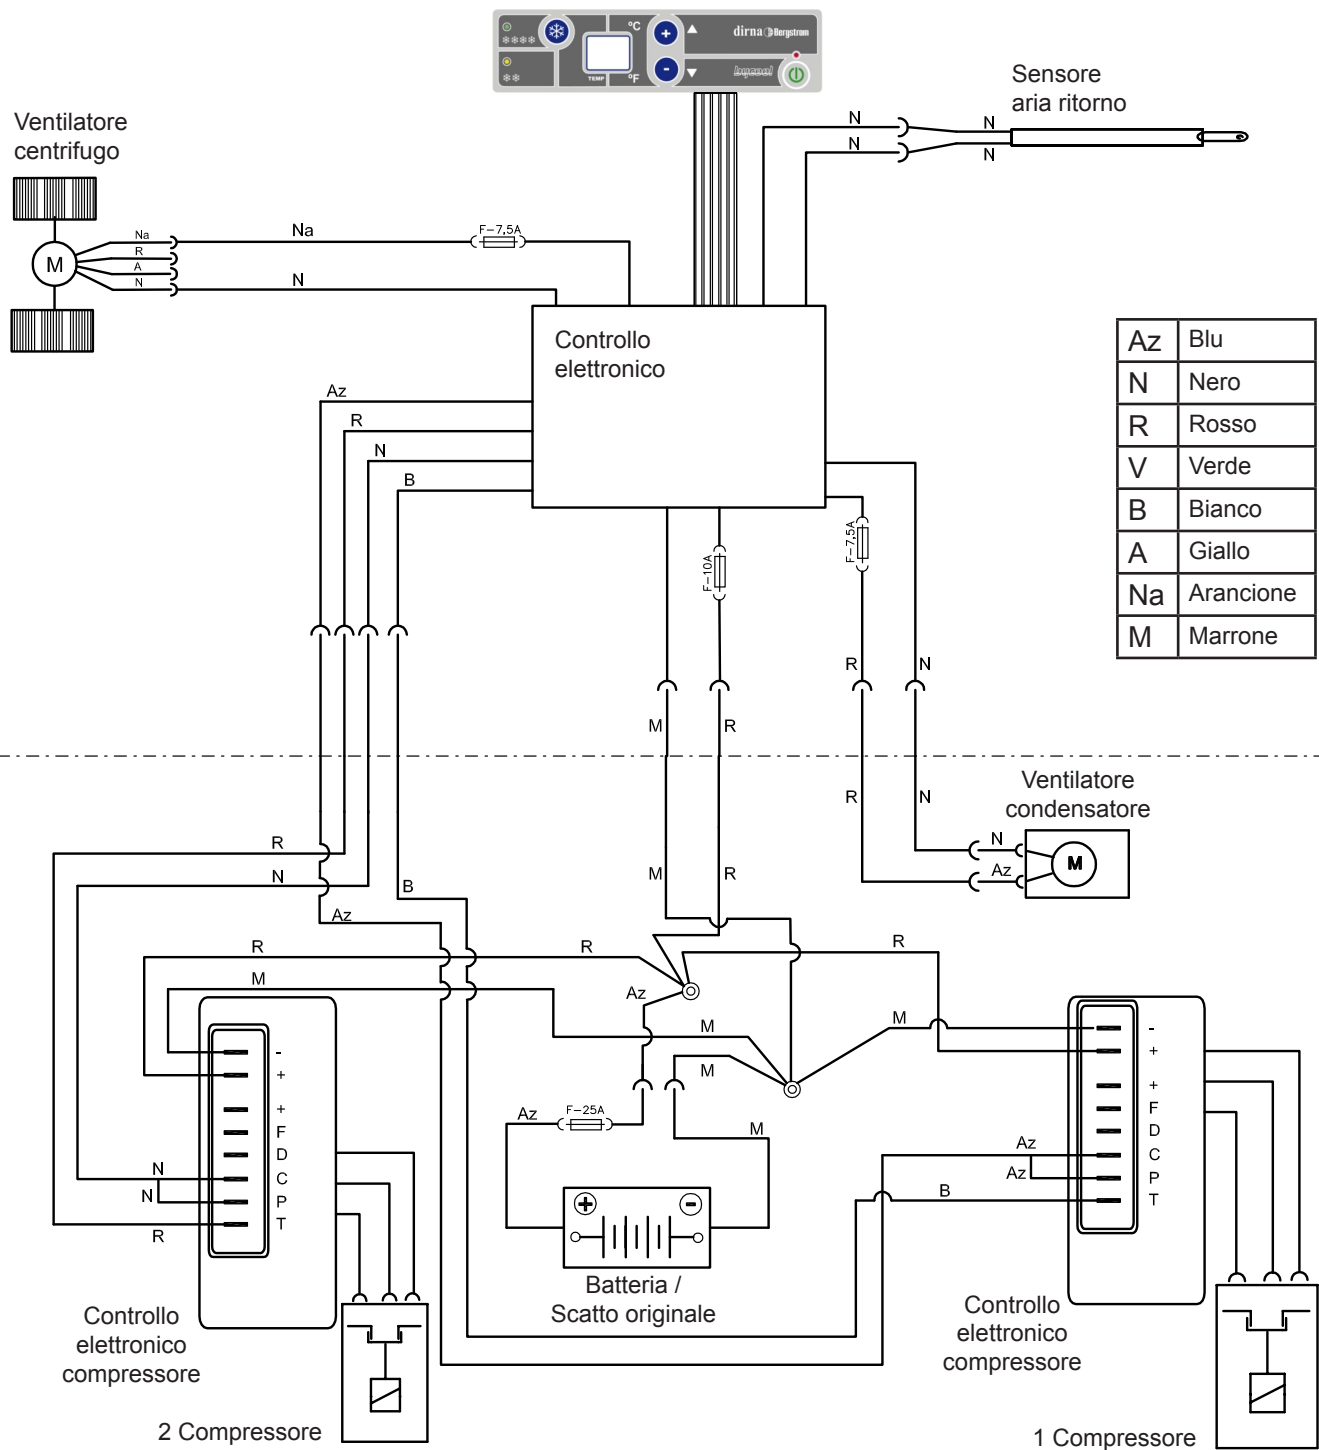 °C
dirna Bergstrom
TEMP
°F
bycool
Sensore
aria ritorno
N
N
N
N
Ventilatore
centrifugo
Na
R
A
N
M
Na
F-7,5A
N
Controllo
elettronico
Az Blu
N Nero
R Rosso
V Verde
B Bianco
A Giallo
Na Arancione
M Marrone
Az
R
N
B
F-10A
F-7,5A
R
N
M
R
R
N
Ventilatore
condensatore
N
Az
M
R
N
B
Az
M
R
R
R
R
M
Az
M
M
M
M
Az
F-25A
-
+
+
F
D
C
P
T
N
N
R
-
+
+
F
D
C
P
T
Az
Az
B
+
-
Batteria /
Scatto originale
Controllo
elettronico
compressore
2 Compressore
Controllo
elettronico
compressore
1 Compressore